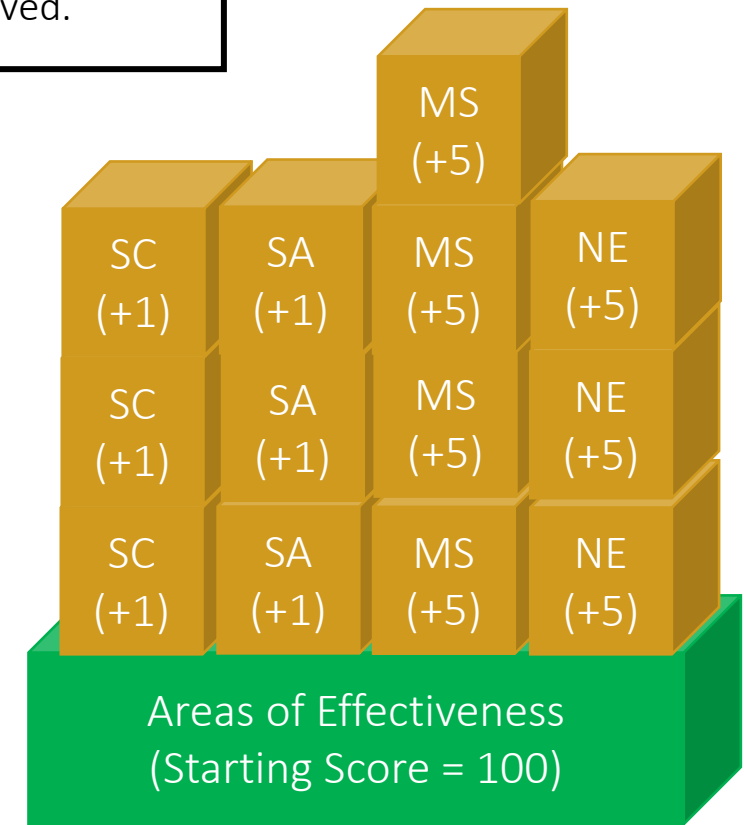 ved.
MS
(+5)
SC
(+1)
SA
(+1)
MS
(+5)
NE
(+5)
SC
(+1)
SA
(+1)
MS
(+5)
NE
(+5)
SC
(+1)
SA
(+1)
MS
(+5)
NE
(+5)
Areas of Effectiveness
(Starting Score = 100)